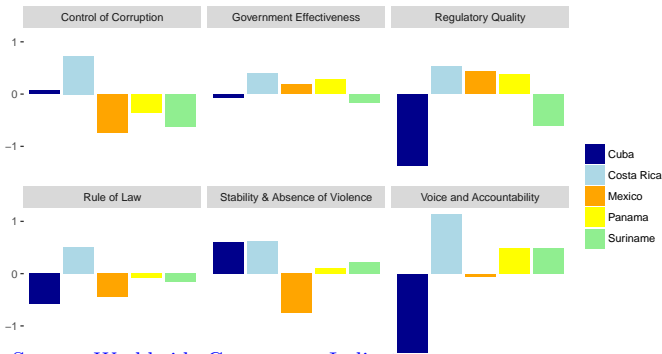 Control of Corruption
Government Effectiveness
Regulatory Quality
1
0
−1
Cuba
Costa Rica
Mexico
Panama
Suriname
Rule of Law
Stability & Absence of Violence
Voice and Accountability
1
0
−1